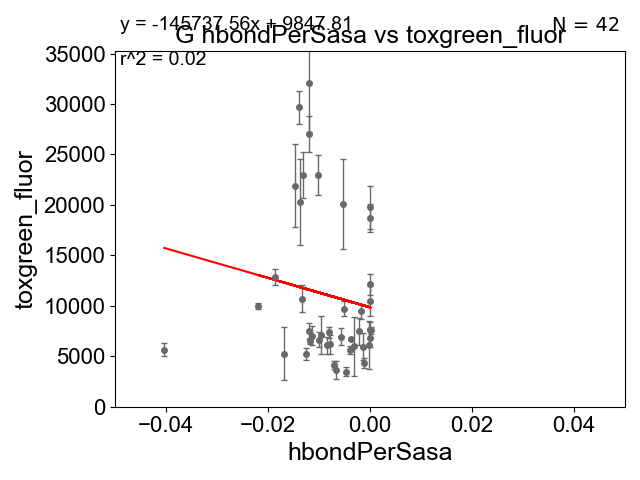 y = -145737.56x + 9847.81
N = 42
G hbondPerSasa vs toxgreen_fluor
r^2 = 0.02
35000
30000
25000
20000
15000
10000
5000
0
toxgreen_fluor
−0.04
−0.02
0.00
0.02
0.04
hbondPerSasa